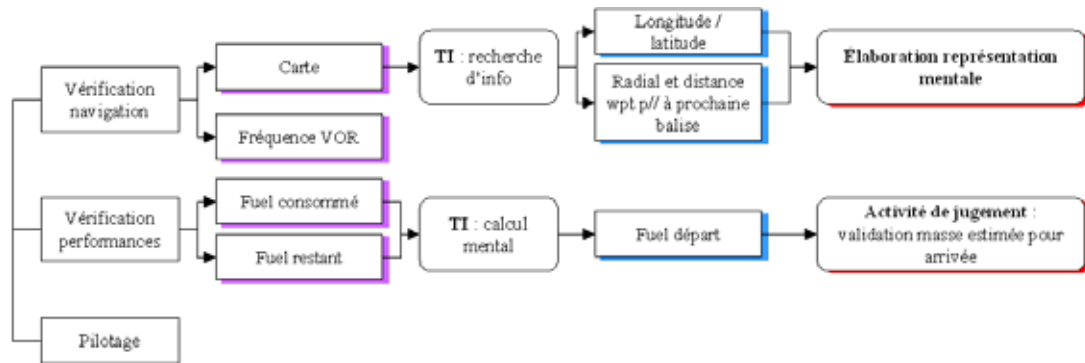 Vérification
navigation
Carte
Fréquence VOR
TI : recherche
d'info
Longitude /
latitude
Radial et distance
wpt p// à prochaine
balise
Élaboration représentation
mentale
Vérification
performances
Fuel consommé
Fuel restant
TI : calcul
mental
Fuel départ
Activité de jugement :
validation masse estimée pour
arrivée
Pilotage